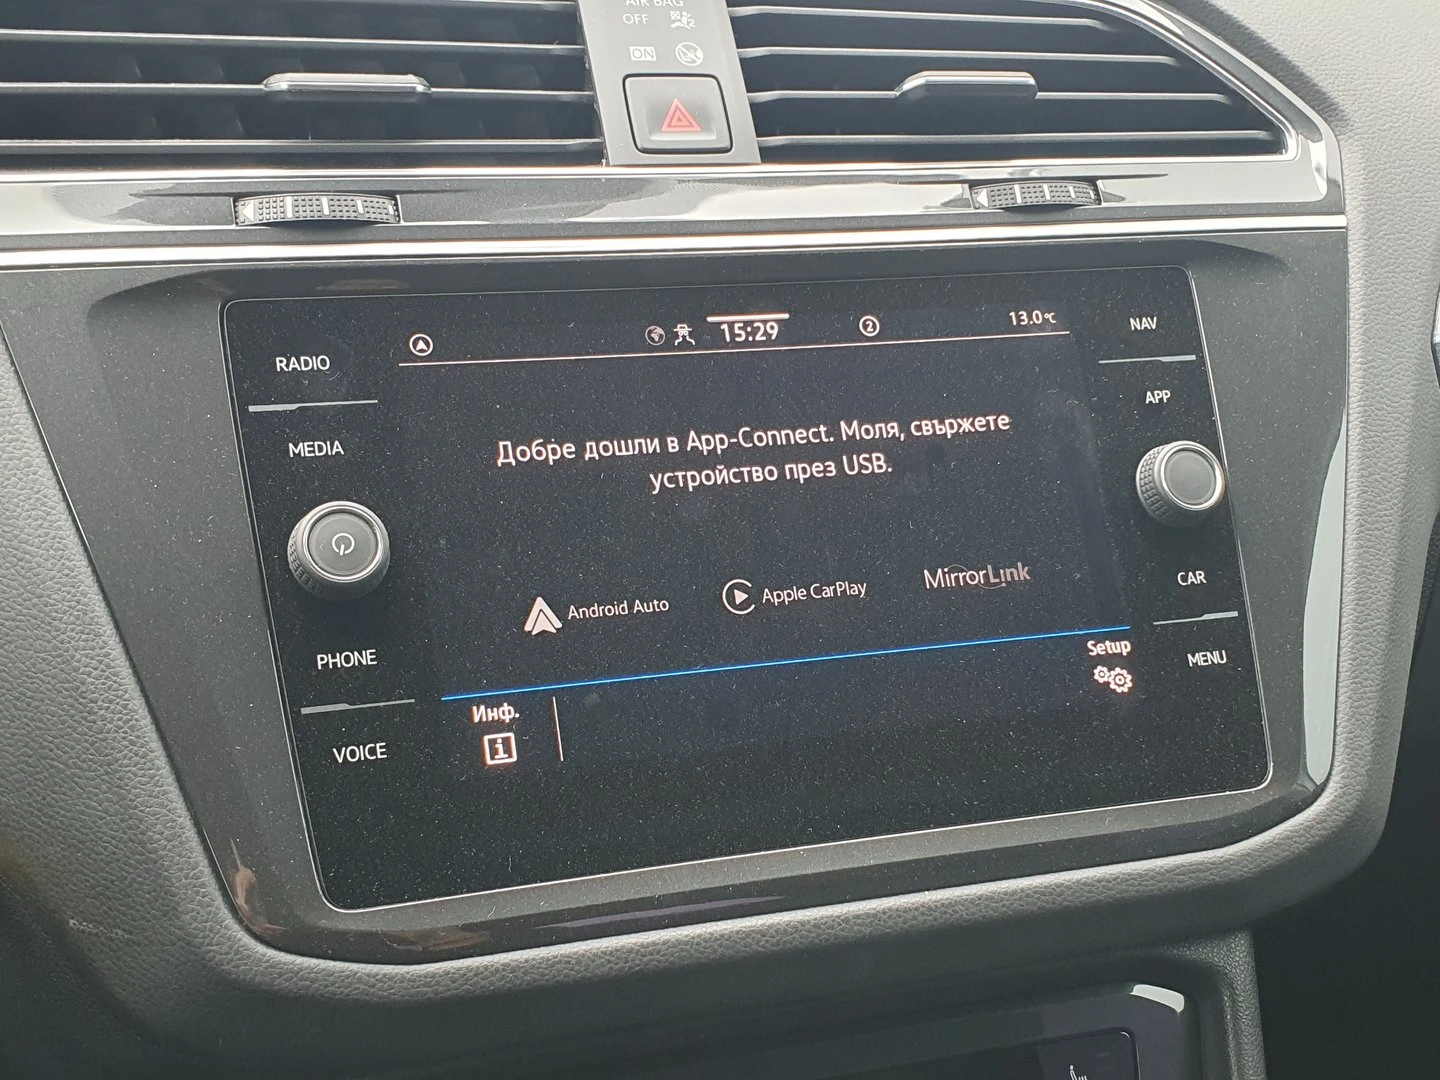 AIR BAG
OFF
ON
RADIO
MEDIA
PHONE
VOICE
15:29
2
13.0°C
Добре дошли в App-Connect. Моля, свържете
устройство през USB.
Android Auto
Apple CarPlay
MirrorLink
Инф.
i
Setup
NAV
APP
CAR
MENU